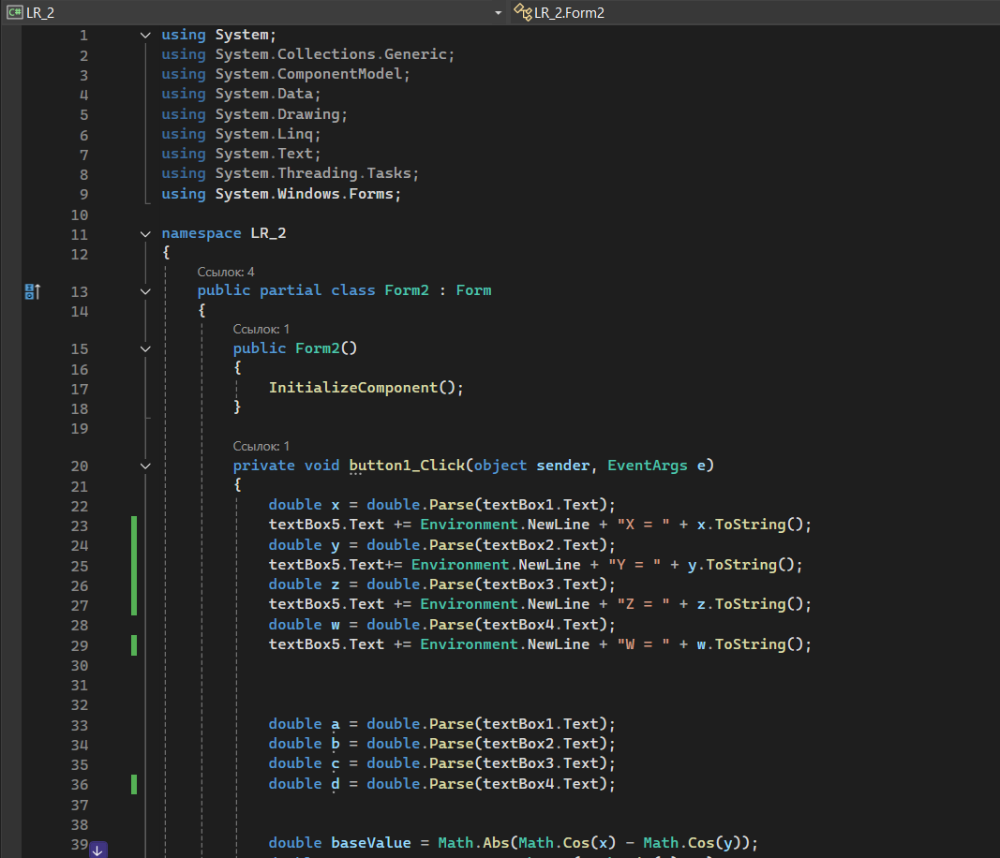 C# LR_2 LR_2.Form2
1 using System;
2 using System.Collections.Generic;
3 using System.ComponentModel;
4 using System.Data;
5 using System.Drawing;
6 using System.Linq;
7 using System.Text;
8 using System.Threading.Tasks;
9 using System.Windows.Forms;
10
11 namespace LR_2
12 {
Ссылок: 4
13 public partial class Form2 : Form
14 {
Ссылок: 1
15 public Form2()
16 {
17 InitializeComponent();
18 }
19
Ссылок: 1
20 private void button1_Click(object sender, EventArgs e)
21 {
22 double x = double.Parse(textBox1.Text);
23 textBox5.Text += Environment.NewLine + "X = " + x.ToString();
24 double y = double.Parse(textBox2.Text);
25 textBox5.Text+= Environment.NewLine + "Y = " + y.ToString();
26 double z = double.Parse(textBox3.Text);
27 textBox5.Text += Environment.NewLine + "Z = " + z.ToString();
28 double w = double.Parse(textBox4.Text);
29 textBox5.Text += Environment.NewLine + "W = " + w.ToString();
30
31
32
33 double a = double.Parse(textBox1.Text);
34 double b = double.Parse(textBox2.Text);
35 double c = double.Parse(textBox3.Text);
36 double d = double.Parse(textBox4.Text);
37
38
39 double baseValue = Math.Abs(Math.Cos(x) - Math.Cos(y));